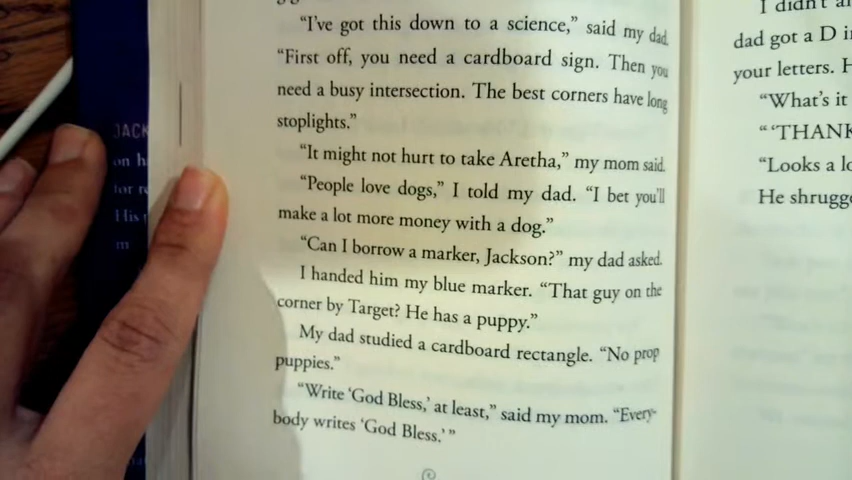 "I've got this down to a science," said my dad.
"First off, you need a cardboard sign. Then you
need a busy intersection. The best corners have long
stoplights."
"It might not hurt to take Aretha," my mom said.
"People love dogs," I told my dad. "I bet you'll
make a lot more money with a dog."
"Can I borrow a marker, Jackson?" my dad asked.
I handed him my blue marker. "That guy on the
corner by Target? He has a puppy."
My dad studied a cardboard rectangle. "No prop
puppies."
"Write 'God Bless,' at least," said my mom. "Every-
body writes 'God Bless.'"
I didn't
dad got a D
your letters.
"What's it
"'THANK
"Looks a
He shrugge
JACK
on
for
His
m